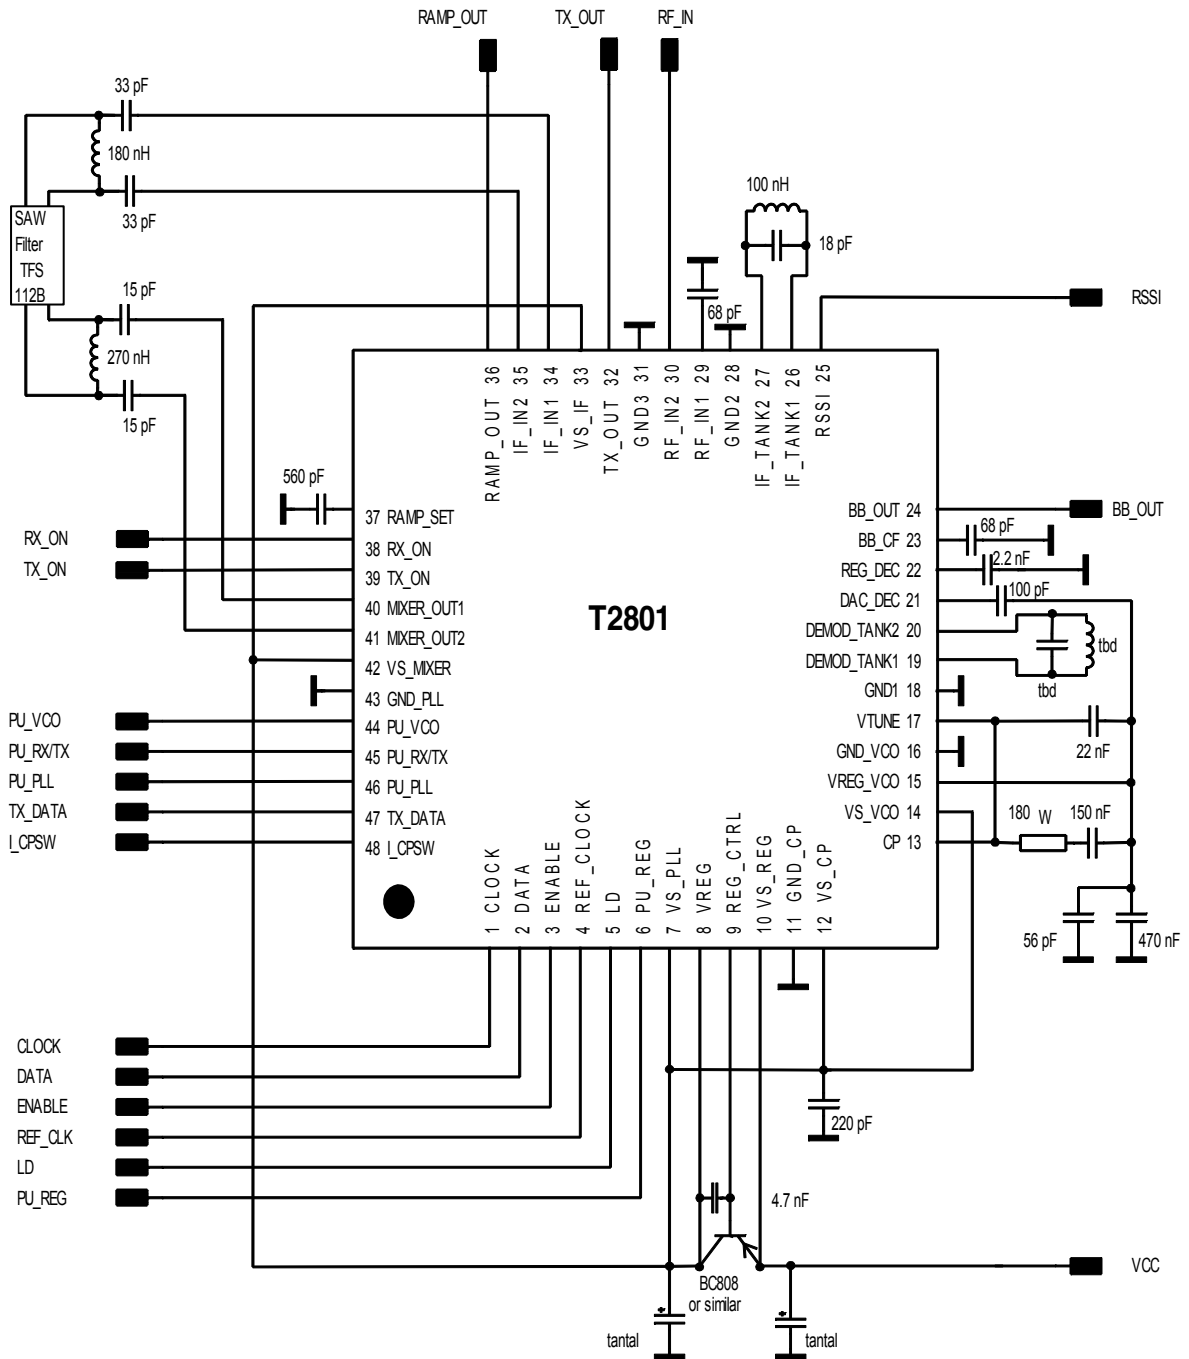 RAMP_OUT
TX_OUT
RF_IN
33 pF
180 nH
33 pF
SAW
Filter
TFS
112B
15 pF
270 nH
15 pF
100 nH
18 pF
68 pF
RSSI
RAMP_OUT 36
IF_IN2 35
IF_IN1 34
VS_IF 33
TX_OUT 32
GND3 31
RF_IN2 30
RF_IN1 29
GND2 28
IF_TANK2 27
IF_TANK1 26
RSSI 25
560 pF
37 RAMP_SET
38 RX_ON
39 TX_ON
40 MIXER_OUT1
41 MIXER_OUT2
42 VS_MIXER
43 GND_PLL
44 PU_VCO
45 PU_RX/TX
46 PU_PLL
47 TX_DATA
48 I_CPSW
RX_ON
TX_ON
PU_VCO
PU_RX/TX
PU_PLL
TX_DATA
I_CPSW
T2801
BB_OUT 24
BB_CF 23
REG_DEC 22
DAC_DEC 21
DEMOD_TANK2 20
DEMOD_TANK1 19
GND1 18
VTUNE 17
GND_VCO 16
VREG_VCO 15
VS_VCO 14
CP 13
BB_OUT
68 pF
2.2 nF
100 pF
tbd
tbd
22 nF
180 W
150 nF
56 pF
470 nF
1 CLOCK
2 DATA
3 ENABLE
4 REF_CLOCK
5 LD
6 PU_REG
7 VS_PLL
8 VREG
9 REG_CTRL
10 VS_REG
11 GND_CP
12 VS_CP
CLOCK
DATA
ENABLE
REF_CLK
LD
PU_REG
220 pF
4.7 nF
VCC
BC808
or similar
+
tantal
+
tantal